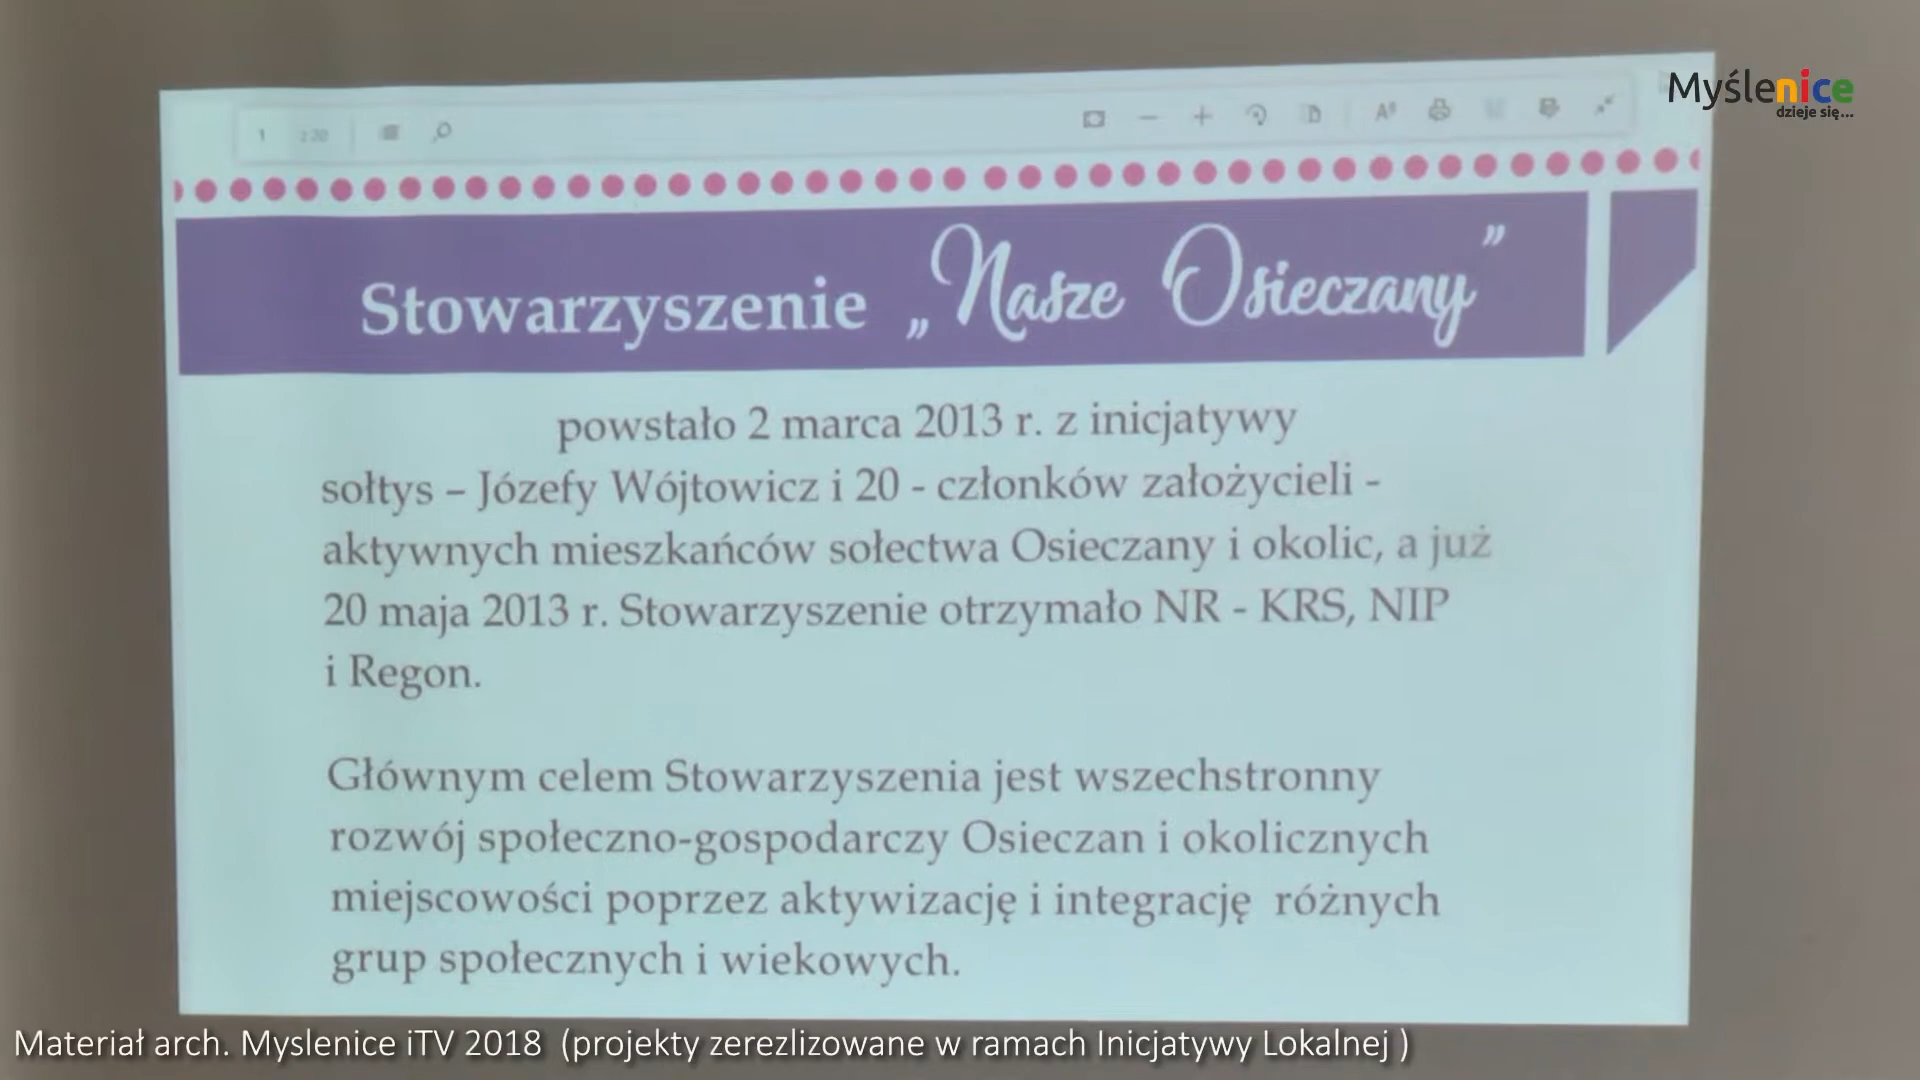 Myślenice
dzieje się...
1
Stowarzyszenie „Nasze Osieczany”
powstało 2 marca 2013 r. z inicjatywy
sołtys – Józefy Wójtowicz i 20 - członków założycieli -
aktywnych mieszkańców sołectwa Osieczany i okolic, a już
20 maja 2013 r. Stowarzyszenie otrzymało NR - KRS, NIP
i Regon.
Głównym celem Stowarzyszenia jest wszechstronny
rozwój społeczno-gospodarczy Osieczan i okolicznych
miejscowości poprzez aktywizację i integrację różnych
grup społecznych i wiekowych.
Materiał arch. Myslenice iTV 2018 (projekty zerezlizowane w ramach Inicjatywy Lokalnej )